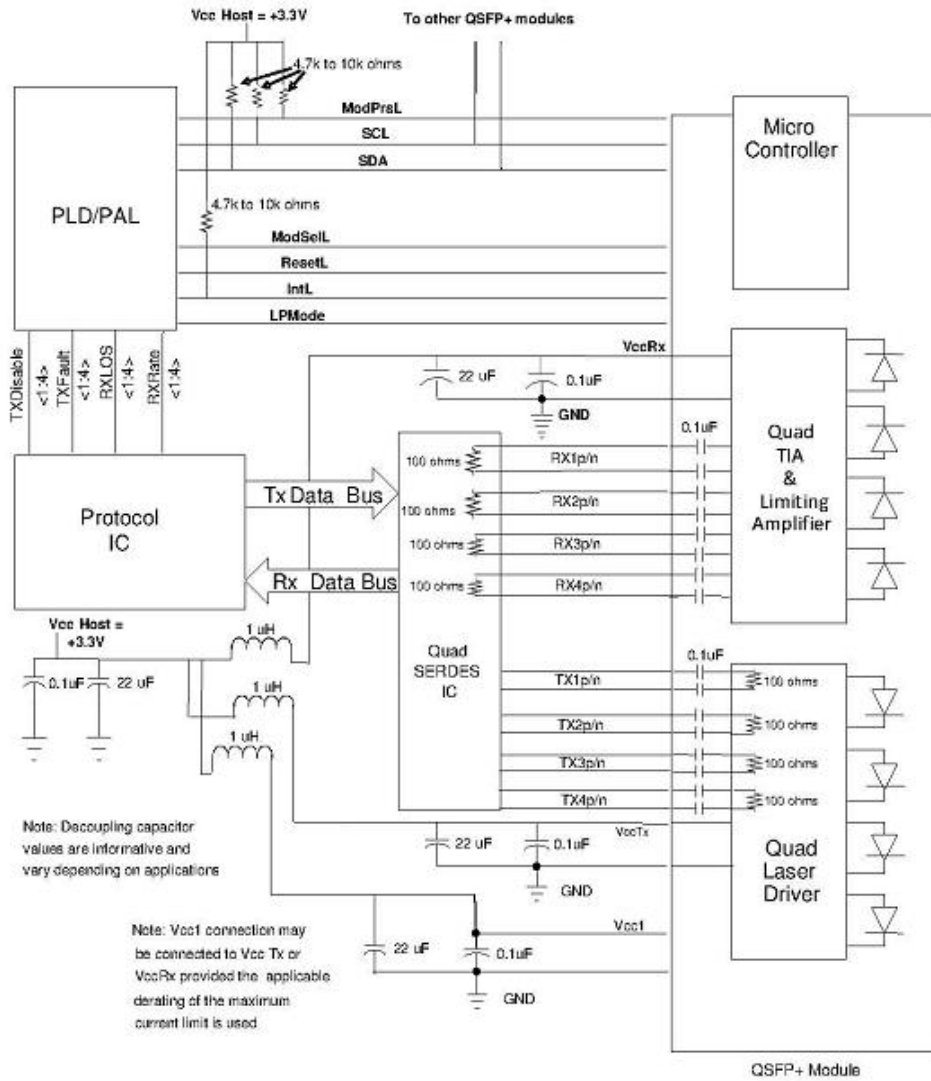 Vcc Host = +3.3V
To other QSFP+ modules
4.7k to 10k ohms
ModPrsL
SCL
SDA
Micro
Controller
PLD/PAL
4.7k to 10k ohms
ModSelL
ResetL
IntL
LPMode
TXDisable
<1:4>
TXFault
<1:4>
RXLOS
<1:4>
RXRate
<1:4>
VccRx
22 uF
0.1uF
GND
0.1uF
Quad
TIA
&
Limiting
Amplifier
100 ohms
RX1p/n
Tx Data Bus
Protocol
IC
100 ohms
RX2p/n
100 ohms
RX3p/n
Rx Data Bus
100 ohms
RX4p/n
Vcc Host =
+3.3V
1 uH
0.1uF
22 uF
Quad
SERDES
IC
0.1uF
TX1p/n
100 ohms
1 uH
TX2p/n
100 ohms
1 uH
TX3p/n
100 ohms
TX4p/n
100 ohms
VccTx
22 uF
0.1uF
GND
Quad
Laser
Driver
Note: Decoupling capacitor
values are informative and
vary depending on applications
Vcc1
22 uF
0.1uF
GND
Note: Vcc1 connection may
be connected to Vcc Tx or
VccRx provided the applicable
derating of the maximum
current limit is used
QSFP+ Module